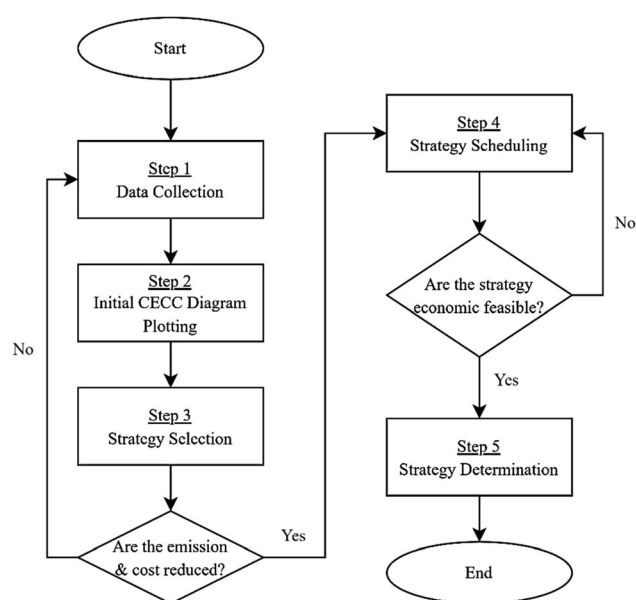 Start
Step 1
Data Collection
Step 2
Initial CECC Diagram
Plotting
Step 3
Strategy Selection
Are the emission
& cost reduced?
No
Yes
Step 4
Strategy Scheduling
Are the strategy
economic feasible?
No
Yes
Step 5
Strategy Determination
End